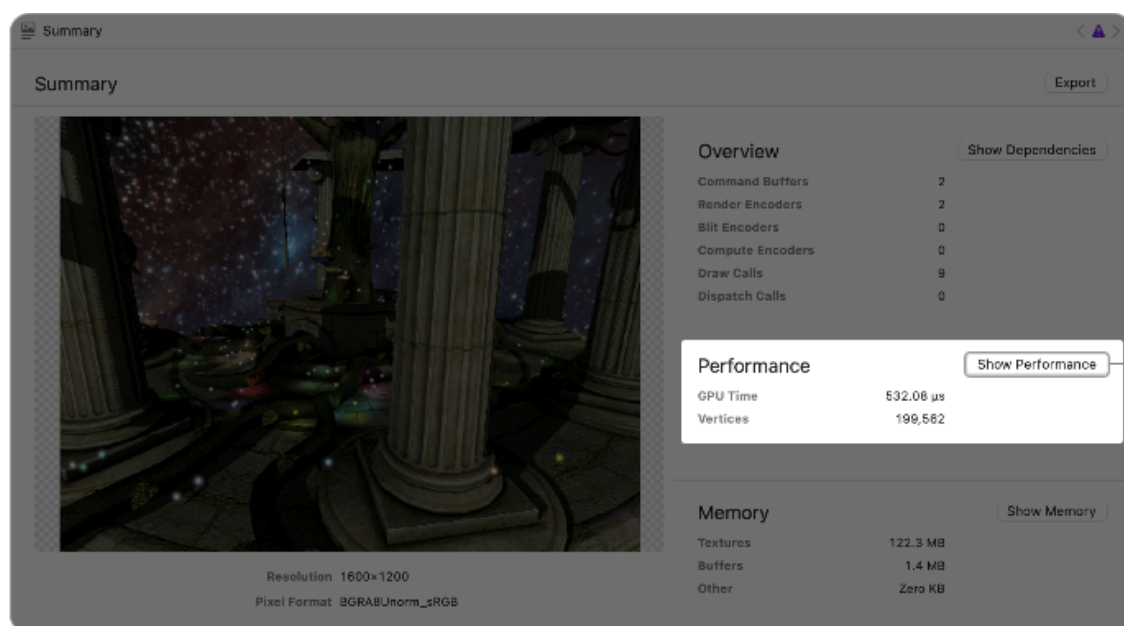 Summary
Summary
Export
Overview
Show Dependencies
Command Buffers 2
Render Encoders 2
Blit Encoders 0
Compute Encoders 0
Draw Calls 9
Dispatch Calls 0
Performance
Show Performance
GPU Time 532.08 µs
Vertices 199,562
Memory
Show Memory
Textures 122.3 MB
Buffers 1.4 MB
Other Zero KB
Resolution 1600×1200
Pixel Format BGRA8Unorm_sRGB